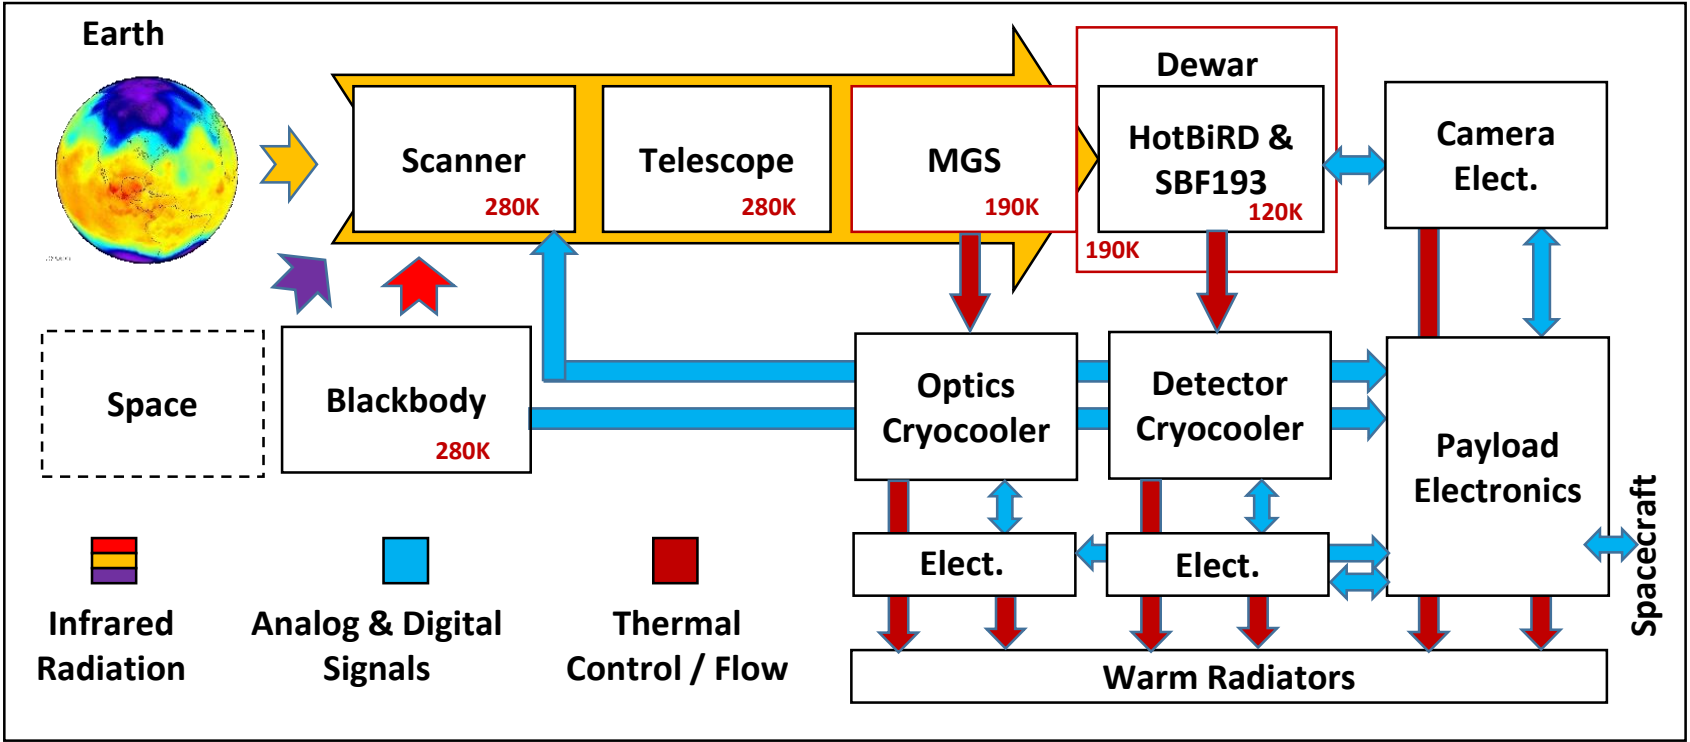 Earth
Dewar
Scanner
280K
Telescope
280K
MGS
190K
HotBiRD &
SBF193
120K
190K
Camera
Elect.
Space
Blackbody
280K
Optics
Cryocooler
Detector
Cryocooler
Payload
Electronics
Spacecraft
Elect.
Elect.
Infrared
Radiation
Analog & Digital
Signals
Thermal
Control / Flow
Warm Radiators